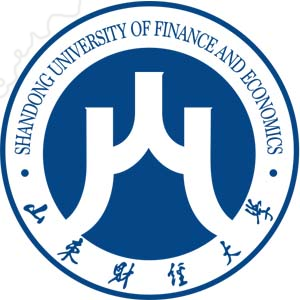 · SHANDONG UNIVERSITY OF FINANCE AND ECONOMICS ·
山东财经大学